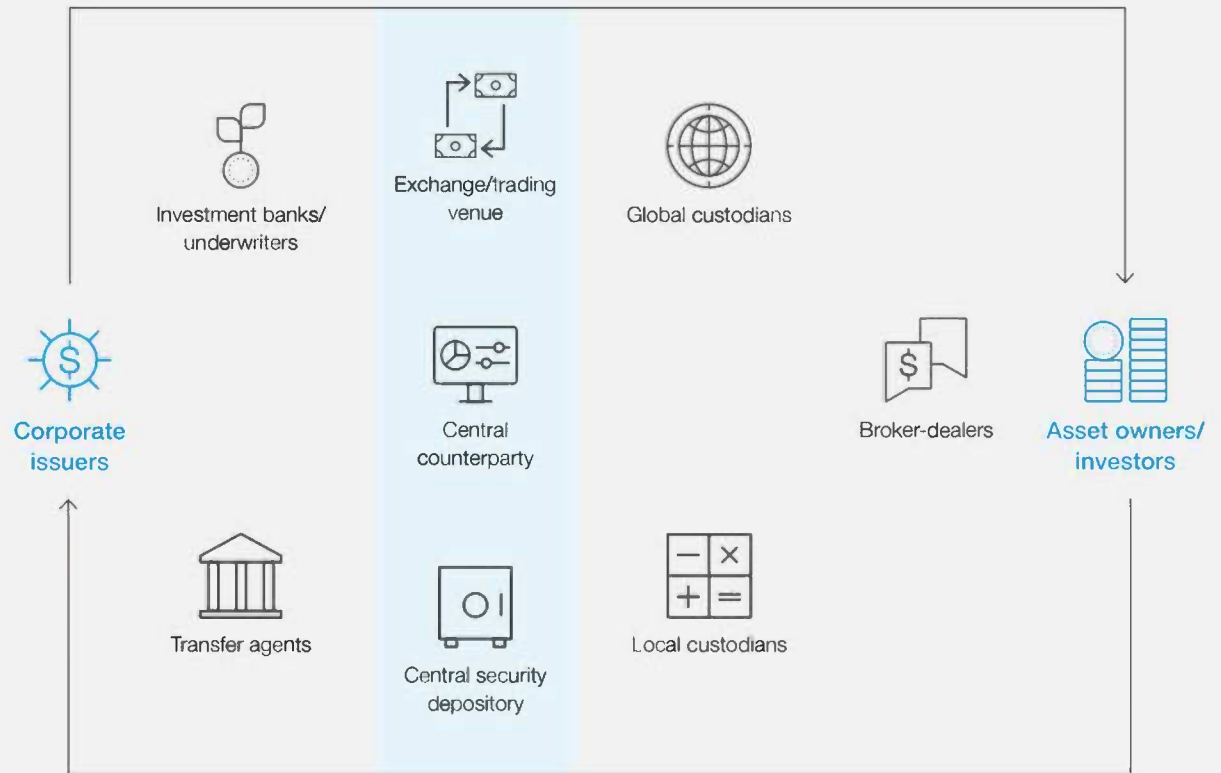 Investment banks/
underwriters
Exchange/trading
venue
Global custodians
$
Corporate
issuers
Central
counterparty
$
Broker-dealers
Asset owners/
investors
Transfer agents
Central security
depository
− ×
+ =
Local custodians